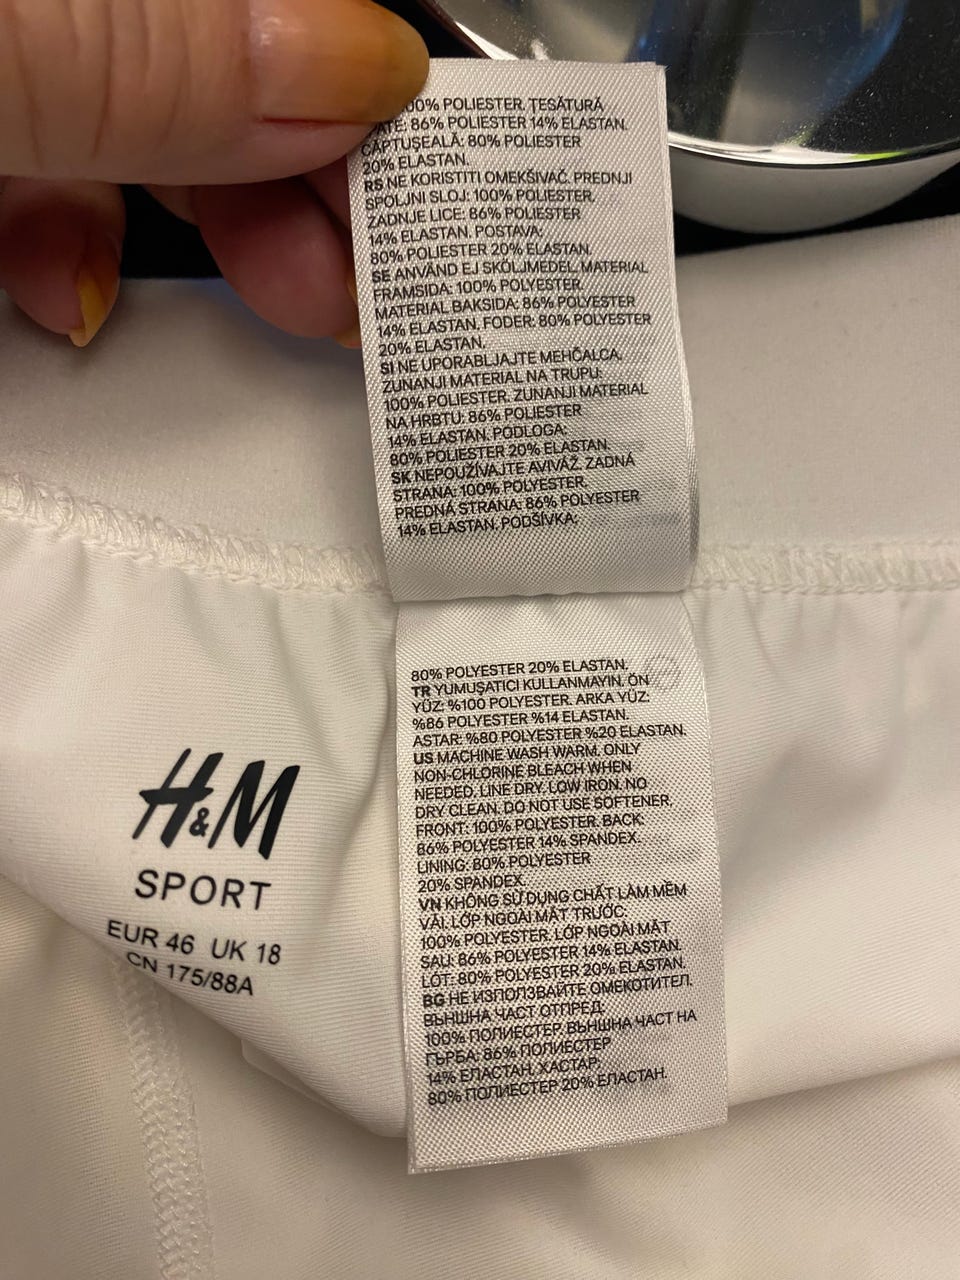 100% POLIESTER. ȚESĂTURĂ
86% POLIESTER 14% ELASTAN.
CĂPTUȘEALĂ: 80% POLIESTER
20% ELASTAN.
RS NE KORISTITI OMEKŠIVAČ. PREDNJI
SPOLJNI SLOJ: 100% POLIESTER.
ZADNJE LICE: 86% POLIESTER
14% ELASTAN. POSTAVA:
80% POLIESTER 20% ELASTAN.
SE ANVÄND EJ SKÖLJMEDEL. MATERIAL
FRAMSIDA: 100% POLYESTER.
MATERIAL BAKSIDA: 86% POLYESTER
14% ELASTAN. FODER: 80% POLYESTER
20% ELASTAN.
SI NE UPORABLJAJTE MEHČALCA.
ZUNANJI MATERIAL NA TRUPU:
100% POLIESTER. ZUNANJI MATERIAL
NA HRBTU: 86% POLIESTER
14% ELASTAN. PODLOGA:
80% POLIESTER 20% ELASTAN.
SK NEPOUŽÍVAJTE AVIVÁŽ. ZADNÁ
STRANA: 100% POLYESTER.
PREDNÁ STRANA: 86% POLYESTER
14% ELASTAN. PODŠÍVKA:
80% POLYESTER 20% ELASTAN.
TR YUMUŞATICI KULLANMAYIN. ÖN
YÜZ: %100 POLYESTER. ARKA YÜZ:
%86 POLYESTER %14 ELASTAN.
ASTAR: %80 POLYESTER %20 ELASTAN.
US MACHINE WASH WARM. ONLY
NON-CHLORINE BLEACH WHEN
NEEDED. LINE DRY. LOW IRON. NO
DRY CLEAN. DO NOT USE SOFTENER.
FRONT: 100% POLYESTER. BACK:
86% POLYESTER 14% SPANDEX.
LINING: 80% POLYESTER
20% SPANDEX.
VN KHÔNG SỬ DỤNG CHẤT LÀM MỀM
VẢI. LỚP NGOÀI MẶT TRƯỚC:
100% POLYESTER. LỚP NGOÀI MẶT
SAU: 86% POLYESTER 14% ELASTAN.
LÓT: 80% POLYESTER 20% ELASTAN.
BG НЕ ИЗПОЛЗВАЙТЕ ОМЕКОТИТЕЛ.
ВЪНШНА ЧАСТ ОТПРЕД:
100% ПОЛИЕСТЕР. ВЪНШНА ЧАСТ НА
ГЪРБА: 86% ПОЛИЕСТЕР
14% ЕЛАСТАН. ХАСТАР:
80% ПОЛИЕСТЕР 20% ЕЛАСТАН.
H&M
SPORT
EUR 46 UK 18
CN 175/88A